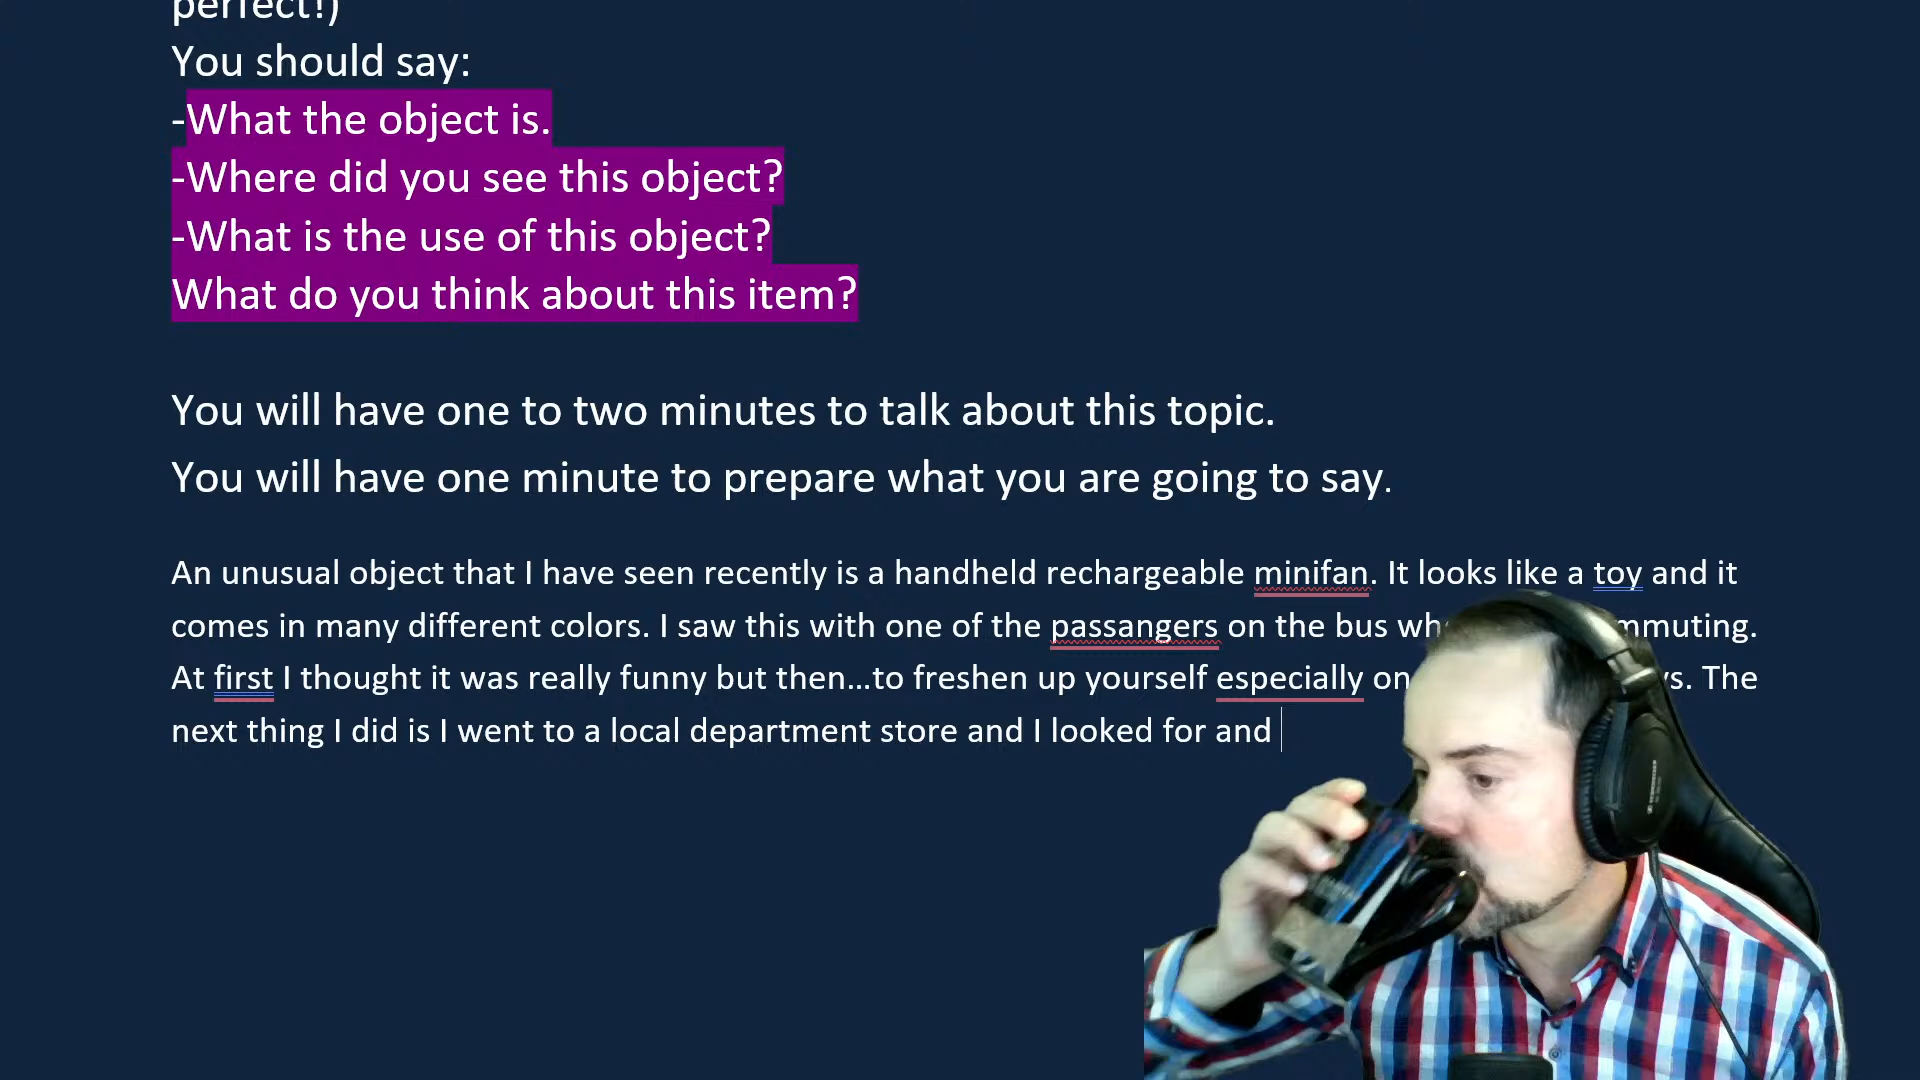 perfect!)
You should say:
-What the object is.
-Where did you see this object?
-What is the use of this object?
What do you think about this item?
You will have one to two minutes to talk about this topic.
You will have one minute to prepare what you are going to say.
An unusual object that I have seen recently is a handheld rechargeable minifan. It looks like a toy and it
comes in many different colors. I saw this with one of the passangers on the bus
At first I thought it was really funny but then...to freshen up yourself especially on The
next thing I did is I went to a local department store and I looked for and